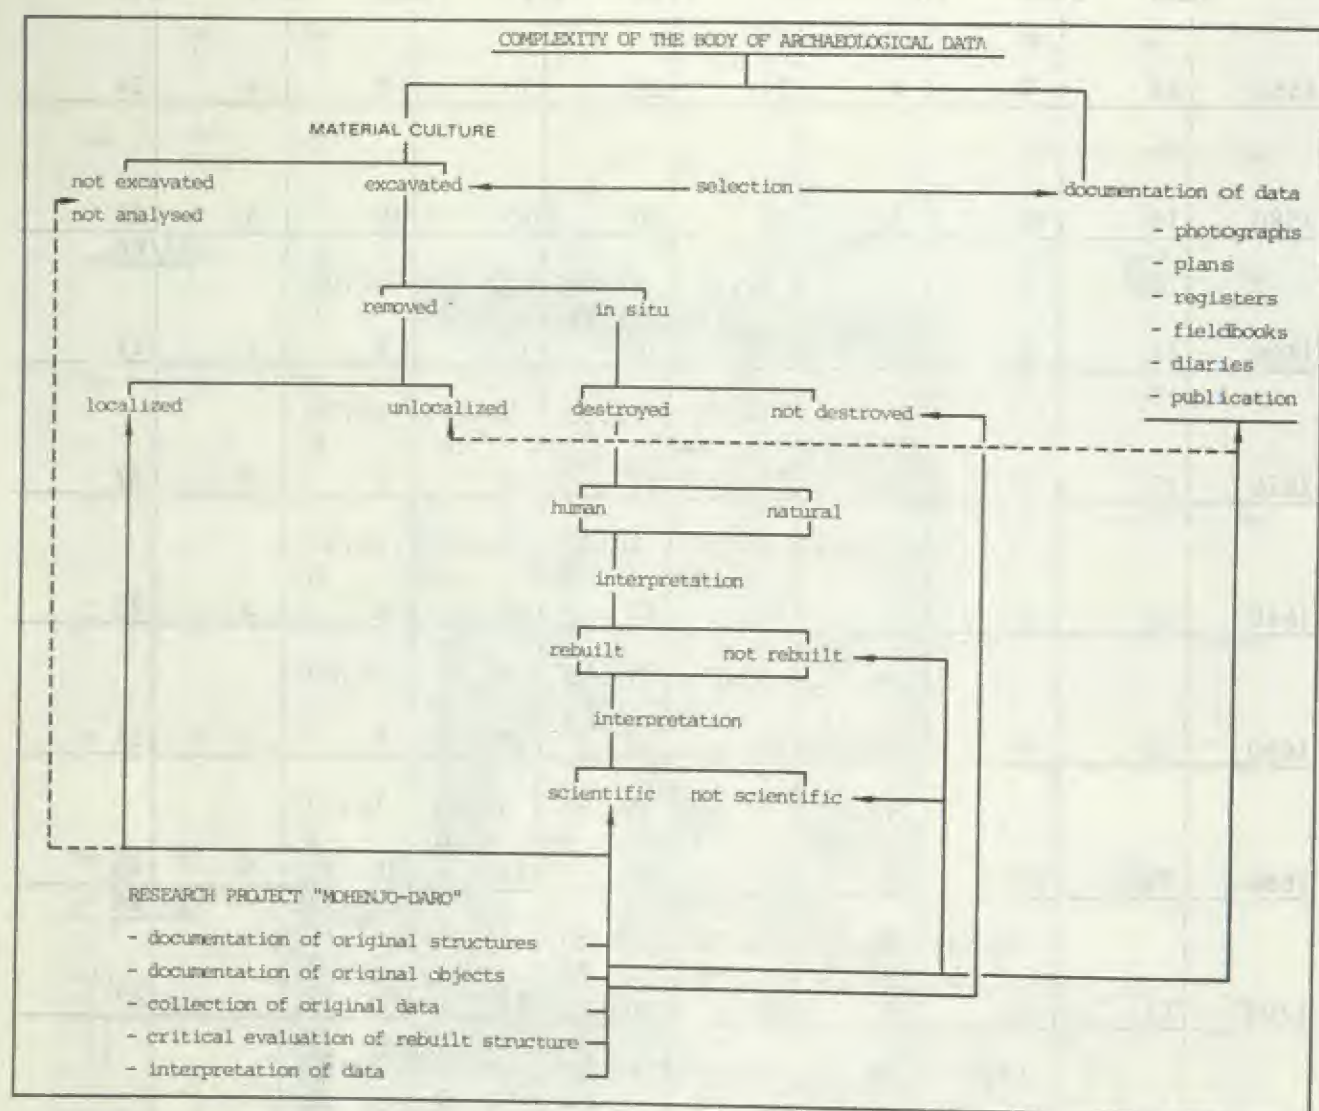 COMPLEXITY OF THE BODY OF ARCHAEOLOGICAL DATA
MATERIAL CULTURE
not excavated
excavated
selection
documentation of data
not analysed
- photographs
- plans
- registers
- fieldbooks
- diaries
- publication
removed
in situ
localized
unlocalized
destroyed
not destroyed
human
natural
interpretation
rebuilt
not rebuilt
interpretation
scientific
not scientific
RESEARCH PROJECT "MOHENJO-DARO"
- documentation of original structures
- documentation of original objects
- collection of original data
- critical evaluation of rebuilt structure
- interpretation of data